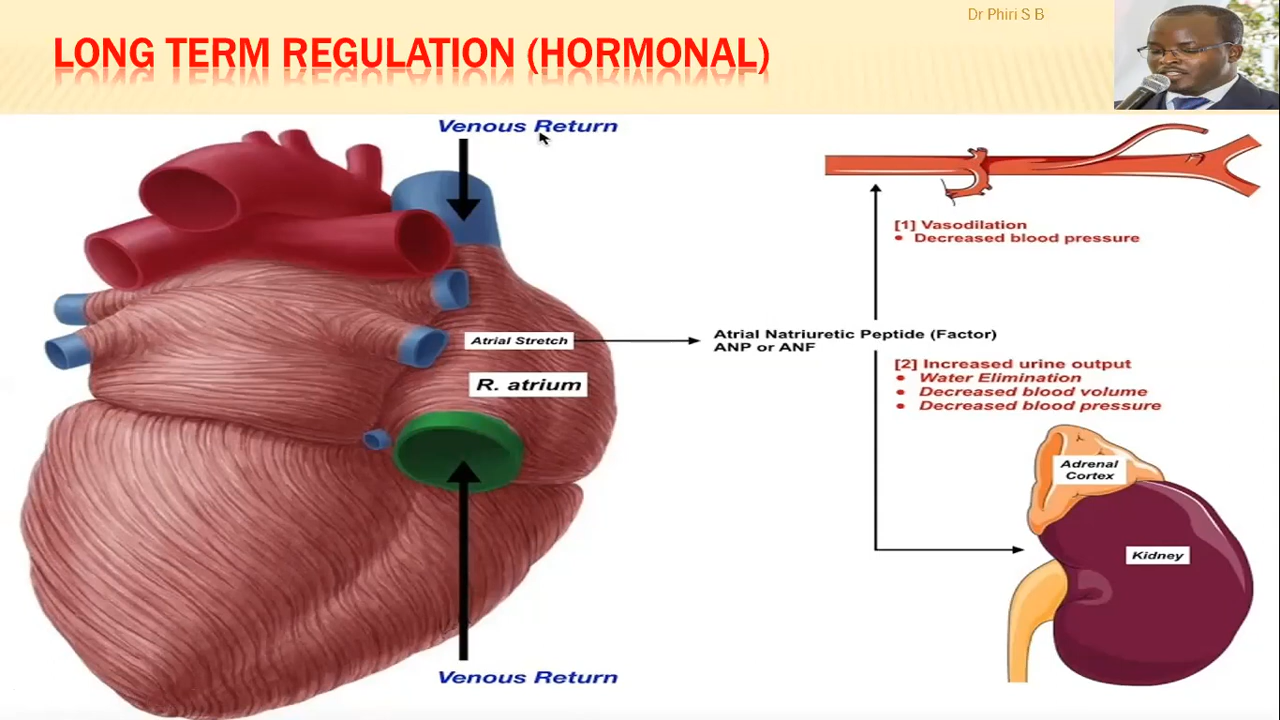 Dr Phiri S B
LONG TERM REGULATION (HORMONAL)
Venous Return
Atrial Stretch
R. atrium
Venous Return
[1] Vasodilation
• Decreased blood pressure
Atrial Natriuretic Peptide (Factor)
ANP or ANF
[2] Increased urine output
• Water Elimination
• Decreased blood volume
• Decreased blood pressure
Adrenal
Cortex
Kidney